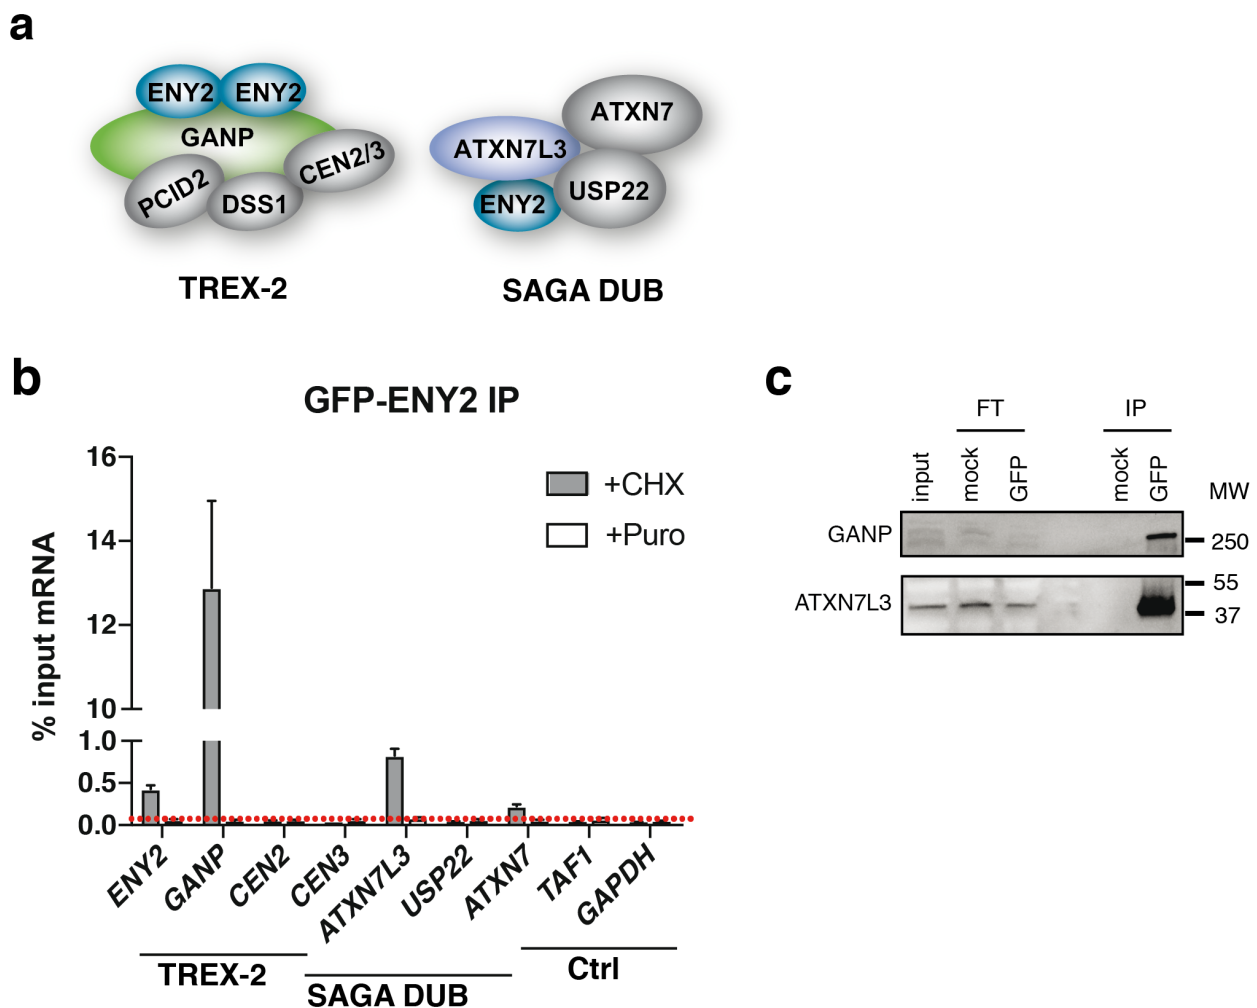 a
ENY2 ENY2
GANP
PCID2
DSS1
CEN2/3
TREX-2
ATXN7
ATXN7L3
ENY2
USP22
SAGA DUB
b
GFP-ENY2 IP
+CHX
+Puro
% input mRNA
16
14
12
10
1.0
0.5
0.0
ENY2
GANP
CEN2
CEN3
ATXN7L3
USP22
ATXN7
TAF1
GAPDH
TREX-2
SAGA DUB
Ctrl
c
FT
IP
input
mock
GFP
mock
GFP
MW
GANP
250
ATXN7L3
55
37